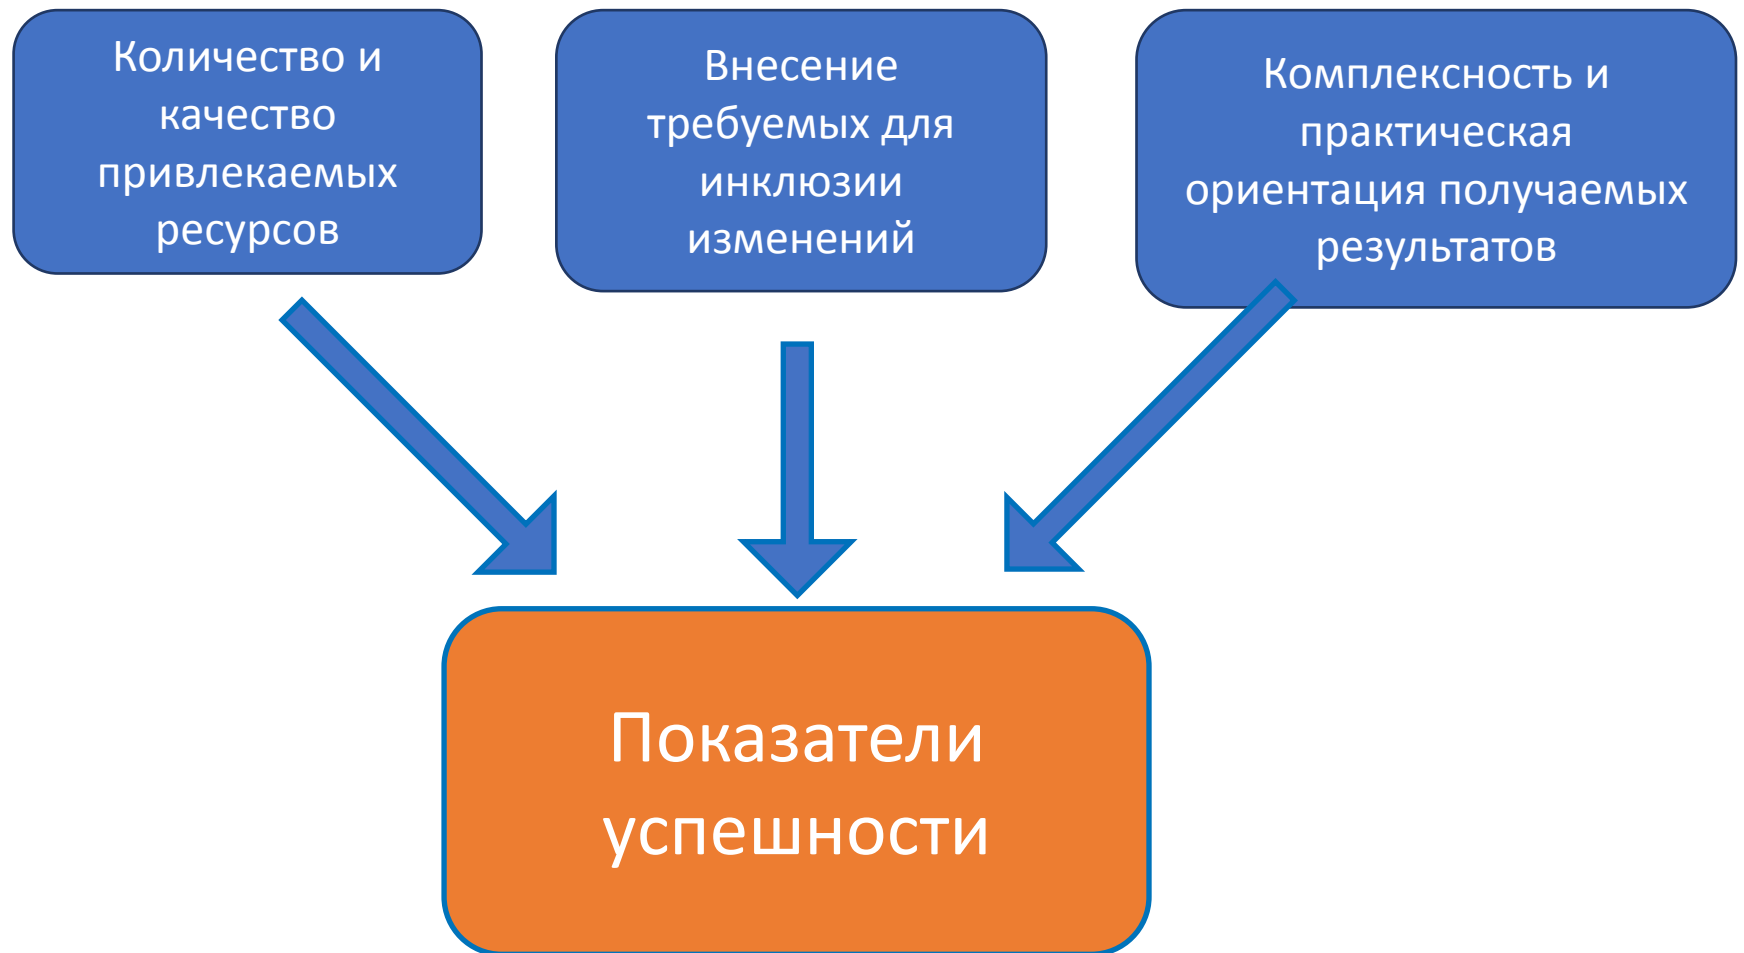 Количество и
качество
привлекаемых
ресурсов
Внесение
требуемых для
инклюзии
изменений
Комплексность и
практическая
ориентация получаемых
результатов
Показатели
успешности